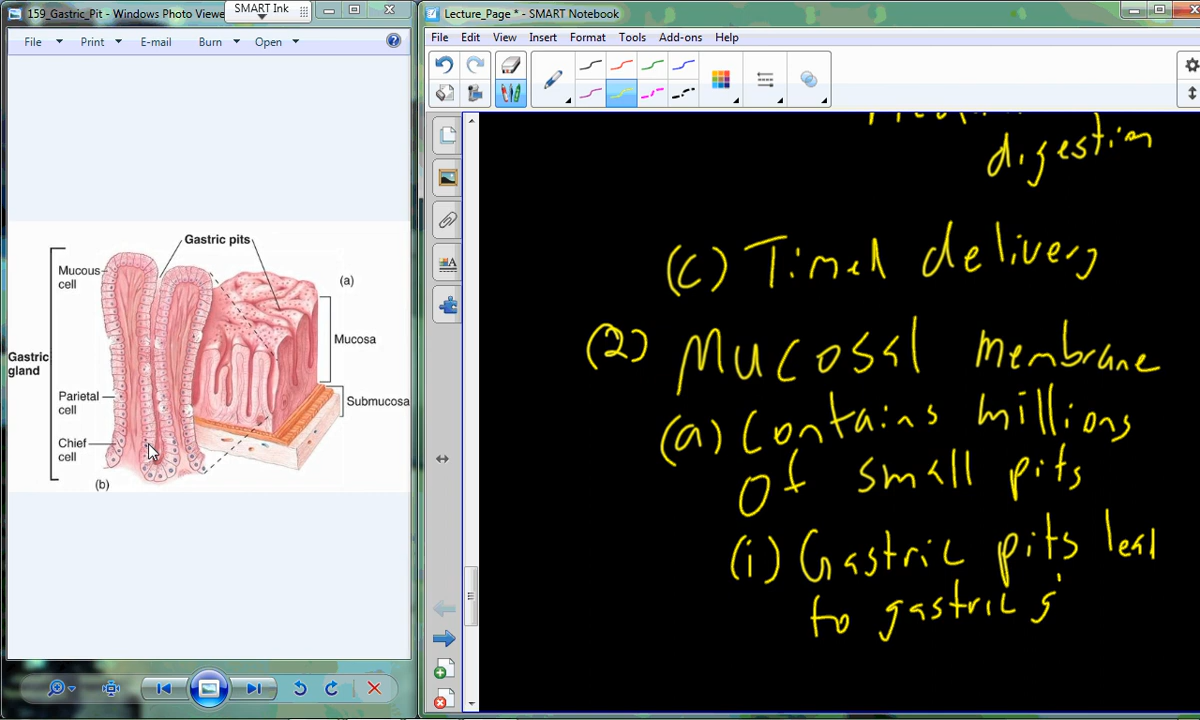 159_Gastric_Pit - Windows Photo Viewe
SMART Ink
File Print E-mail Burn Open
Gastric pits
Mucous cell
(a)
Mucosa
Gastric gland
Parietal cell
Submucosa
Chief cell
(b)
Lecture_Page * - SMART Notebook
File Edit View Insert Format Tools Add-ons Help
digestion
(c) Timed delivery
(2) Mucosal membrane
(a) Contains millions
of small pits
(i) Gastric pits lead
to gastric g